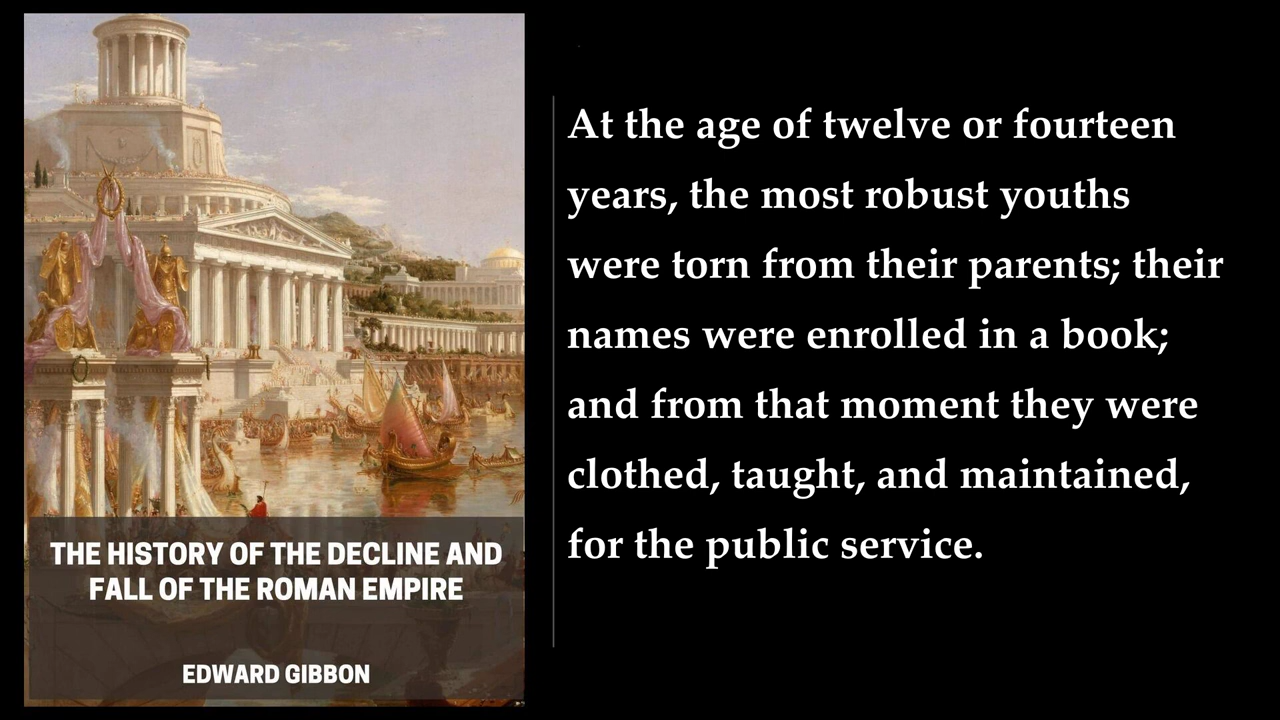 THE HISTORY OF THE DECLINE AND
FALL OF THE ROMAN EMPIRE
EDWARD GIBBON
At the age of twelve or fourteen
years, the most robust youths
were torn from their parents; their
names were enrolled in a book;
and from that moment they were
clothed, taught, and maintained,
for the public service.